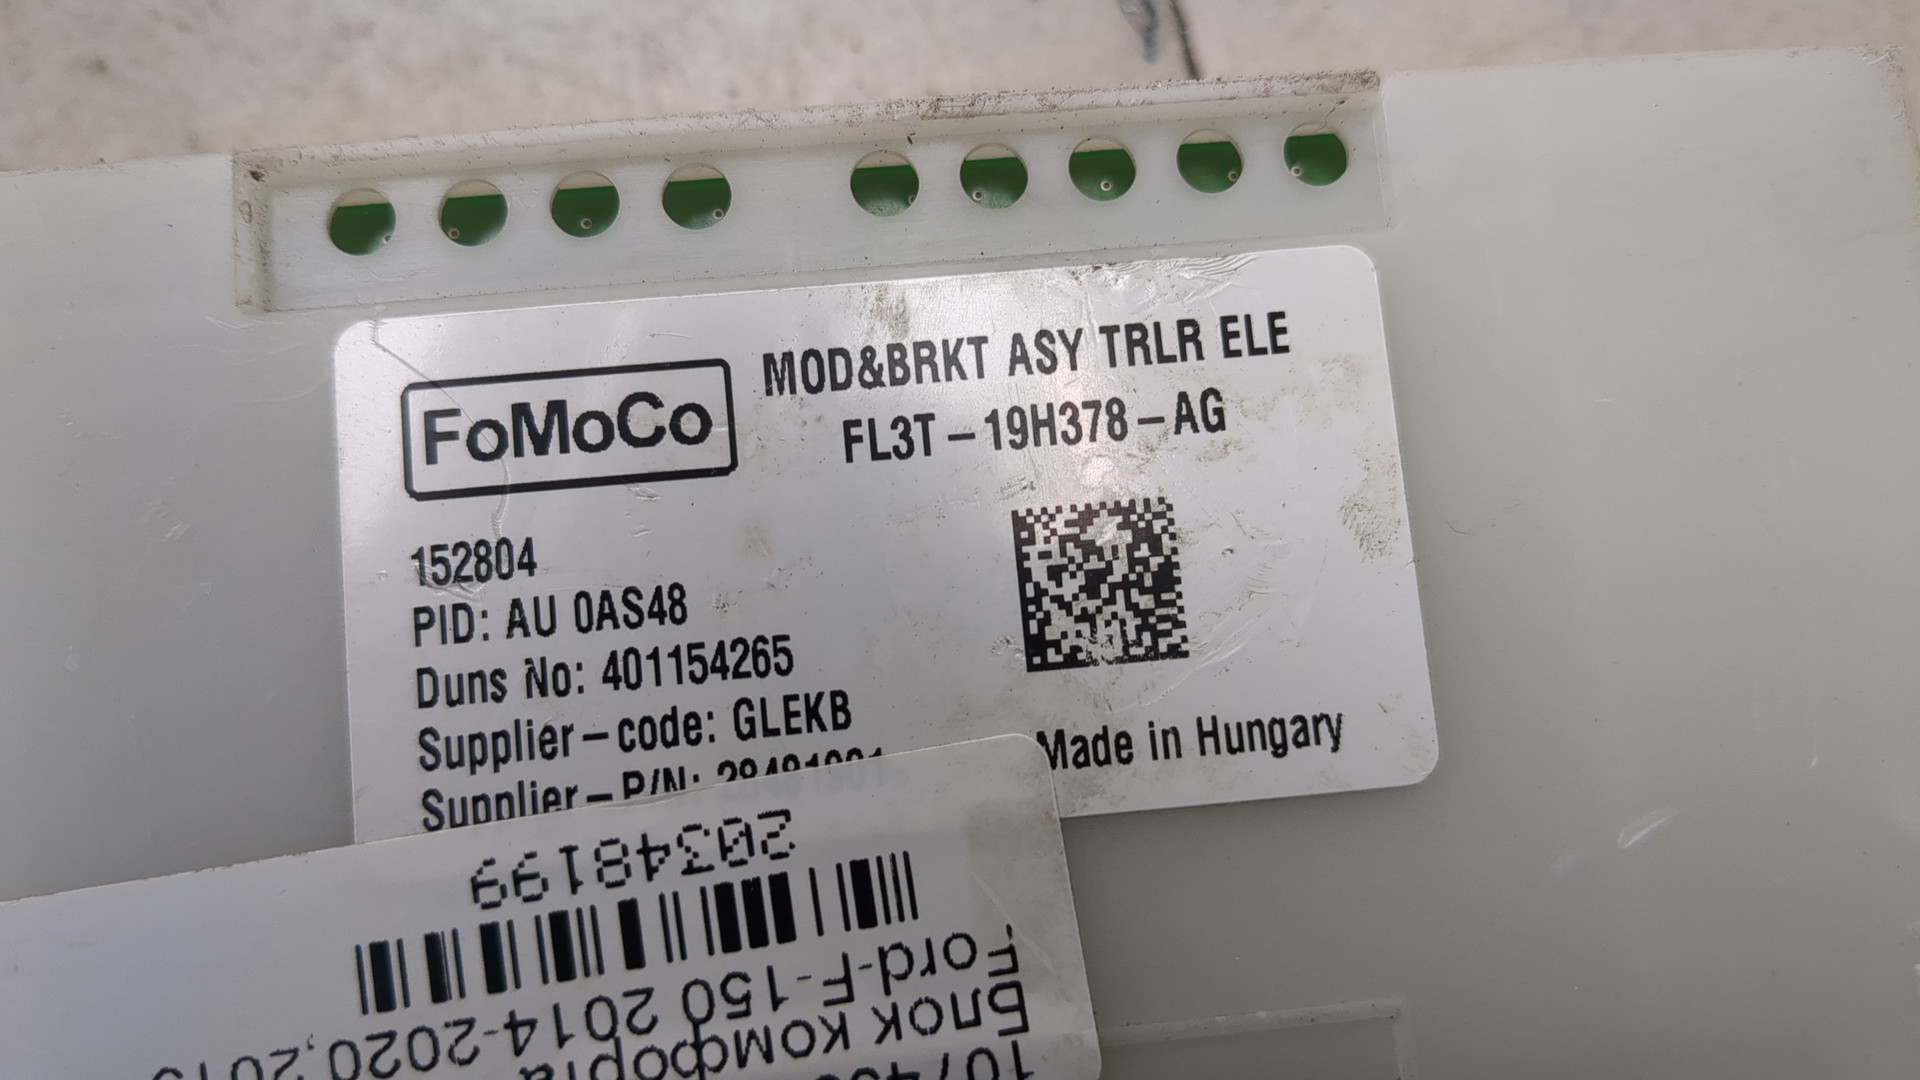 MOD&BRKT ASY TRLR ELE
FL3T-19H378-AG
FoMoCo
152804
PID: AU 0AS48
Duns No: 401154265
Supplier-code: GLEKB
Supplier-P/N:
Made in Hungary
Блок комфорта
Ford-F-150 2014-2020,
20348199